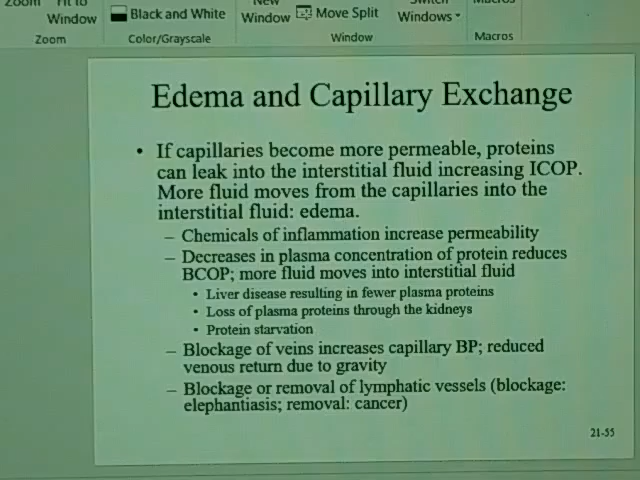 Zoom Fit to
Window
Black and White
New
Window
Move Split
Switch
Windows
Macros
Zoom
Color/Grayscale
Window
Macros
Edema and Capillary Exchange
• If capillaries become more permeable, proteins
can leak into the interstitial fluid increasing ICOP.
More fluid moves from the capillaries into the
interstitial fluid: edema.
– Chemicals of inflammation increase permeability
– Decreases in plasma concentration of protein reduces
BCOP; more fluid moves into interstitial fluid
• Liver disease resulting in fewer plasma proteins
• Loss of plasma proteins through the kidneys
• Protein starvation
– Blockage of veins increases capillary BP; reduced
venous return due to gravity
– Blockage or removal of lymphatic vessels (blockage:
elephantiasis; removal: cancer)
21-55